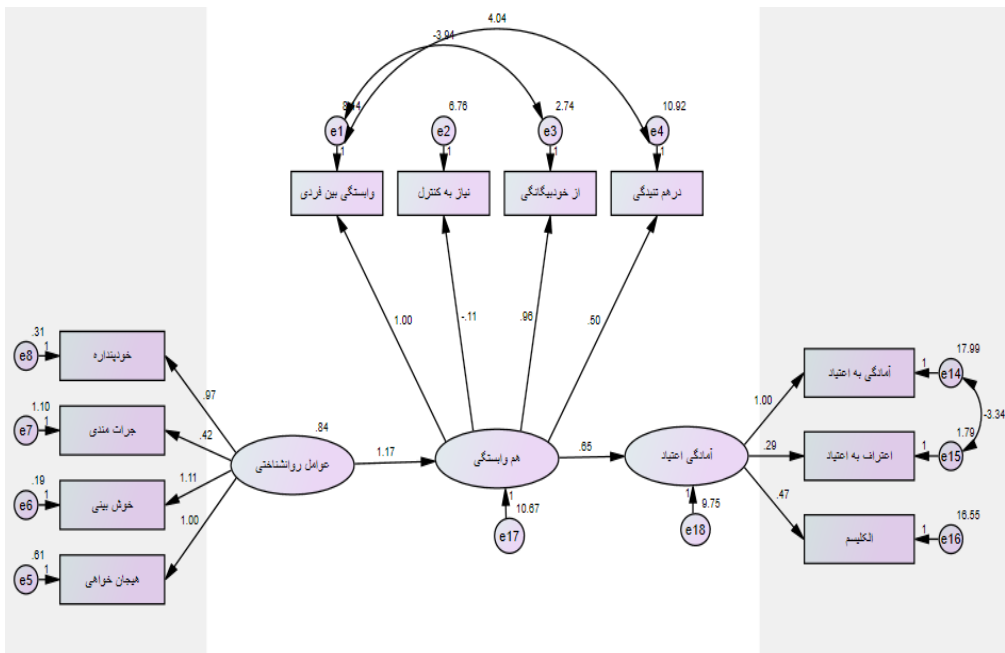 4.04
-3.94
6.76
2.74
10.92
e1
e2
e3
e4
1
1
1
1
وابستگی بین فردی
نیاز به کنترل
از خودبیگانگی
در هم تنیدگی
1.00
-.11
.96
.50
.31
e8
1
خودپنداره
.97
1.10
e7
1
جرات مندی
.42
.19
e6
1
خوش بینی
1.11
.61
e5
1
هیجان خواهی
1.00
.84
عوامل روانشناختی
1.17
هم وابستگی
1
10.67
e17
.65
آمادگی اعتیاد
1
9.75
e18
1.00
آمادگی به اعتیاد
1
17.99
e14
-3.34
.29
اعتراف به اعتیاد
1
1.79
e15
.47
الکلیسم
1
16.55
e16